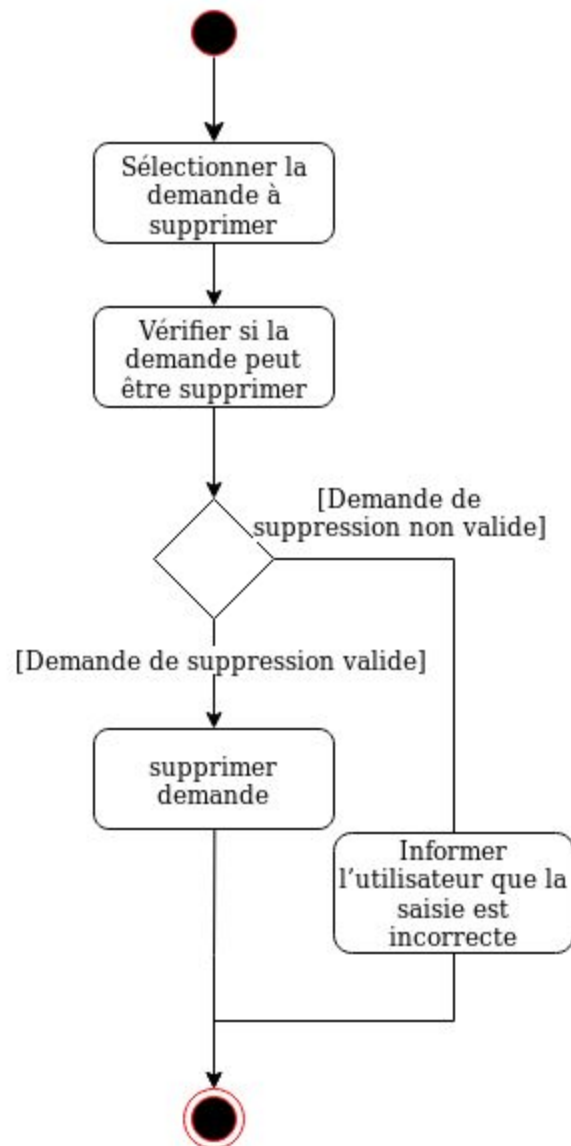 Sélectionner la
demande à
supprimer
Vérifier si la
demande peut
être supprimer
[Demande de
suppression non valide]
[Demande de suppression valide]
supprimer
demande
Informer
l’utilisateur que la
saisie est
incorrecte